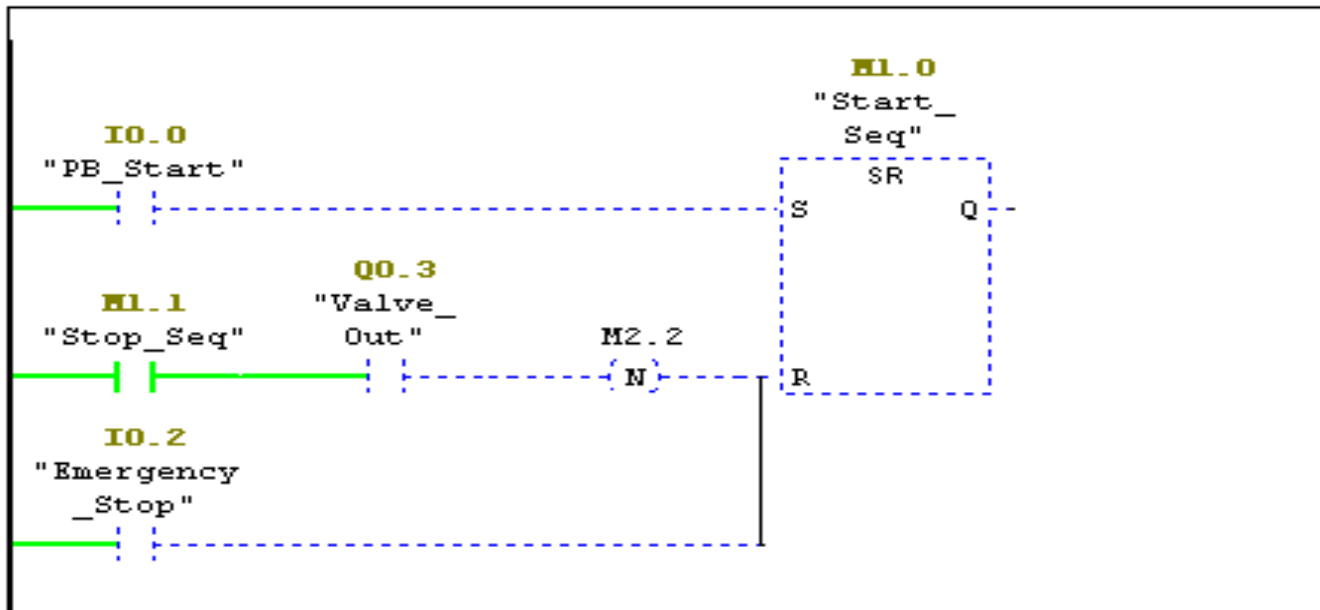 M1.0
"Start_
Seq"
I0.0
"PB_Start"
SR
S
Q
Q0.3
"Valve_
Out"
M1.1
"Stop_Seq"
M2.2
N
R
I0.2
"Emergency
_Stop"